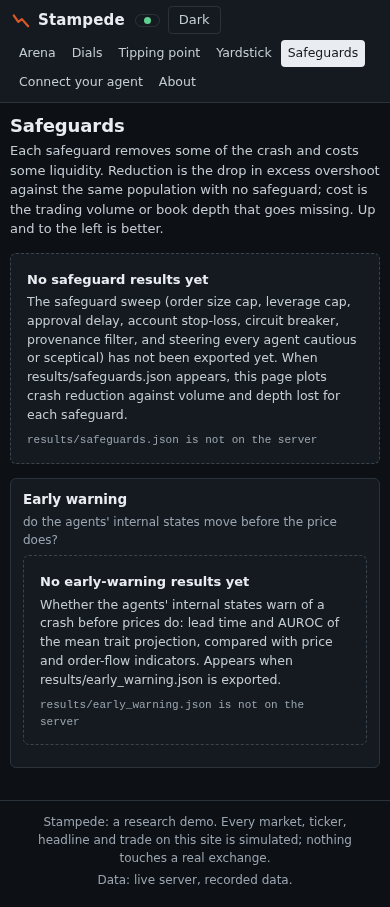 Stampede
Dark
Arena
Dials
Tipping point
Yardstick
Safeguards
Connect your agent
About
Safeguards
Each safeguard removes some of the crash and costs
some liquidity. Reduction is the drop in excess overshoot
against the same population with no safeguard; cost is
the trading volume or book depth that goes missing. Up
and to the left is better.
No safeguard results yet
The safeguard sweep (order size cap, leverage cap,
approval delay, account stop-loss, circuit breaker,
provenance filter, and steering every agent cautious
or sceptical) has not been exported yet. When
results/safeguards.json appears, this page plots
crash reduction against volume and depth lost for
each safeguard.
results/safeguards.json is not on the server
Early warning
do the agents' internal states move before the price
does?
No early-warning results yet
Whether the agents' internal states warn of a
crash before prices do: lead time and AUROC of
the mean trait projection, compared with price
and order-flow indicators. Appears when
results/early_warning.json is exported.
results/early_warning.json is not on the
server
Stampede: a research demo. Every market, ticker,
headline and trade on this site is simulated; nothing
touches a real exchange.
Data: live server, recorded data.